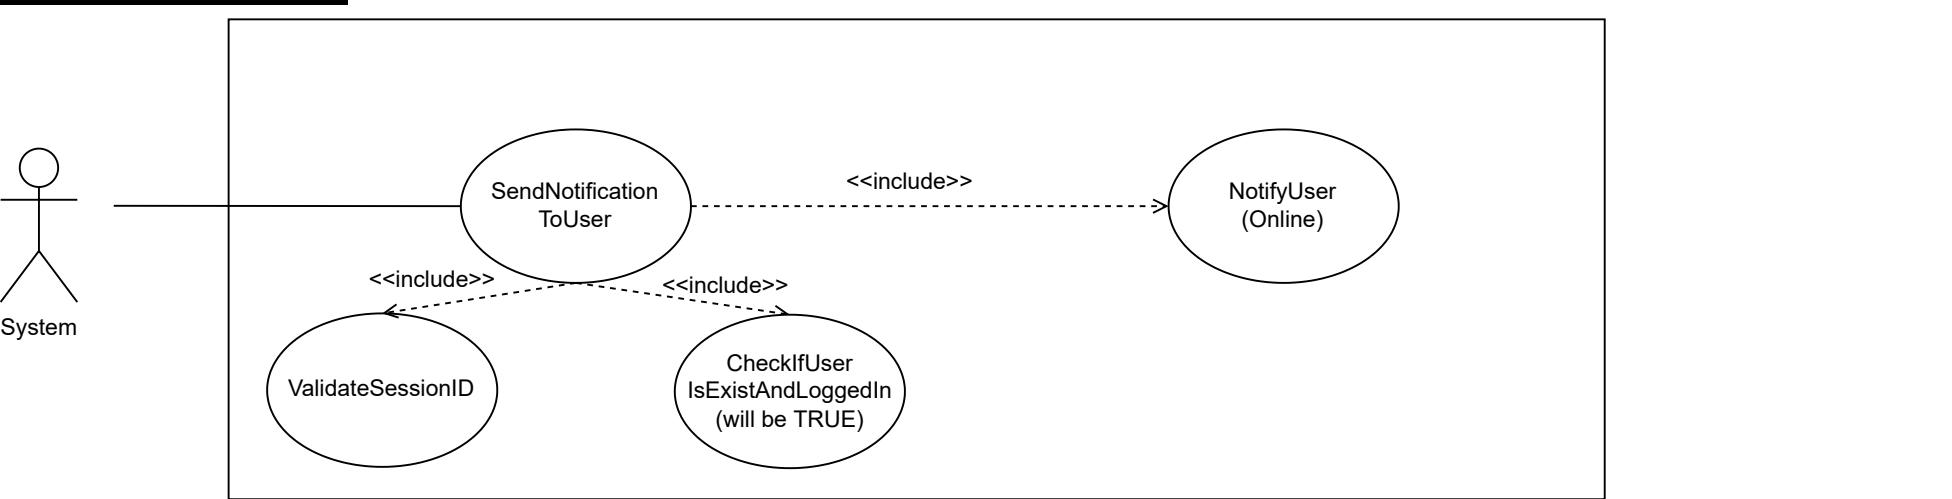 SendNotification
ToUser
<<include>>
NotifyUser
(Online)
<<include>>
<<include>>
System
ValidateSessionID
CheckIfUser
IsExistAndLoggedIn
(will be TRUE)